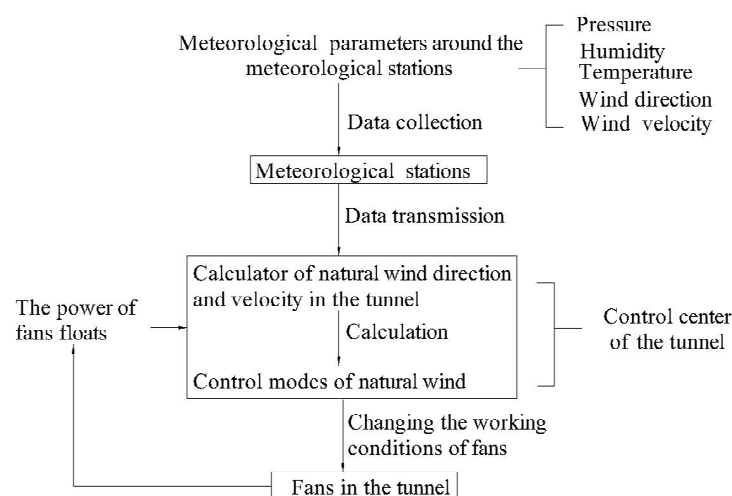 Meteorological parameters around the
meteorological stations
Pressure
Humidity
Temperature
Wind direction
Wind velocity
Data collection
Meteorological stations
Data transmission
Calculator of natural wind direction
and velocity in the tunnel
Calculation
Control modes of natural wind
The power of
fans floats
Control center
of the tunnel
Changing the working
conditions of fans
Fans in the tunnel